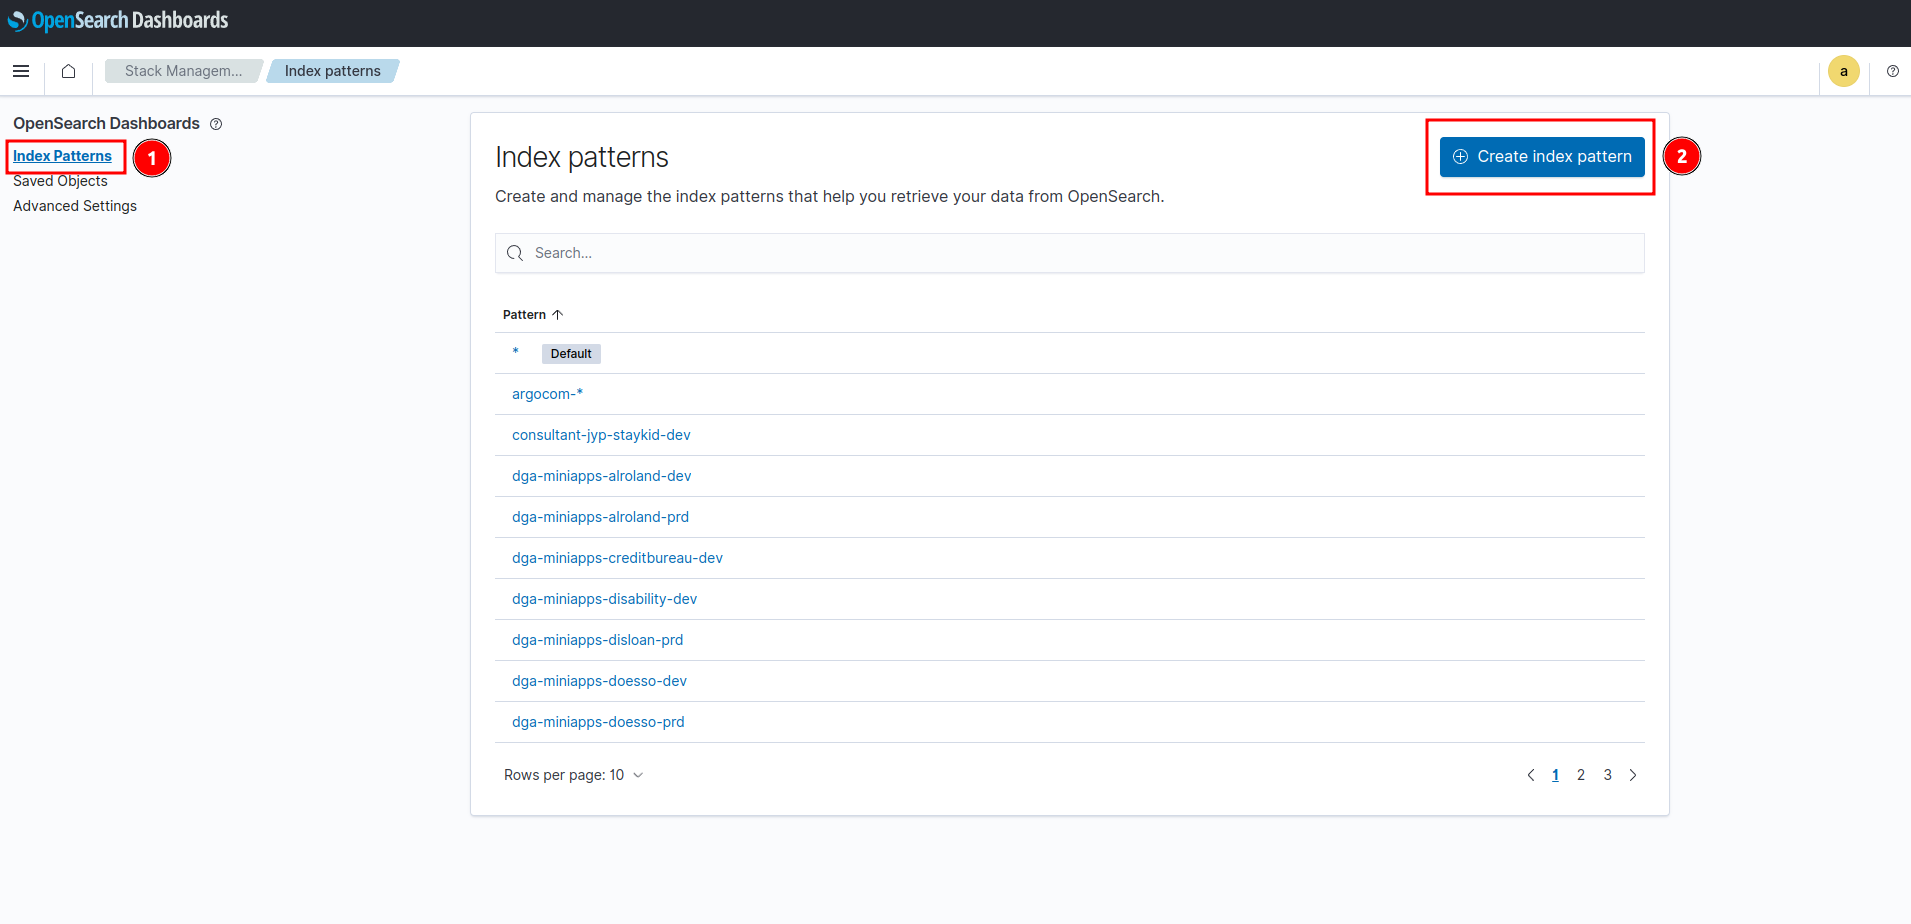 OpenSearch Dashboards
Stack Managem...
Index patterns
a
OpenSearch Dashboards
Index Patterns
1
Saved Objects
Advanced Settings
Index patterns
Create index pattern
2
Create and manage the index patterns that help you retrieve your data from OpenSearch.
Search...
Pattern
* Default
argocom-*
consultant-jyp-staykid-dev
dga-miniapps-alroland-dev
dga-miniapps-alroland-prd
dga-miniapps-creditbureau-dev
dga-miniapps-disability-dev
dga-miniapps-disloan-prd
dga-miniapps-doesso-dev
dga-miniapps-doesso-prd
Rows per page: 10
1 2 3